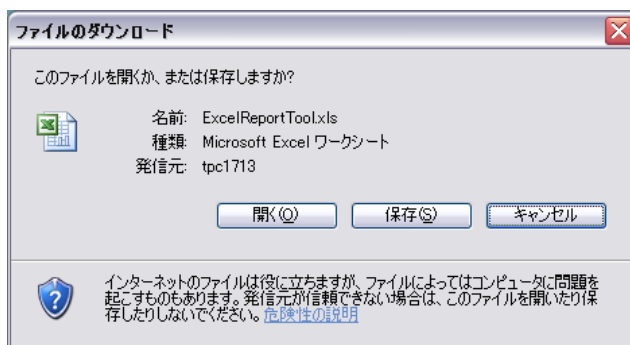 ファイルのダウンロード
このファイルを開くか、または保存しますか?
名前: ExcelReportTool.xls
種類: Microsoft Excel ワークシート
発信元: tpc1713
開く(O) 保存(S) キャンセル
インターネットのファイルは役に立ちますが、ファイルによってはコンピュータに問題を
起こすものもあります。発信元が信頼できない場合は、このファイルを開いたり保
存したりしないでください。危険性の説明